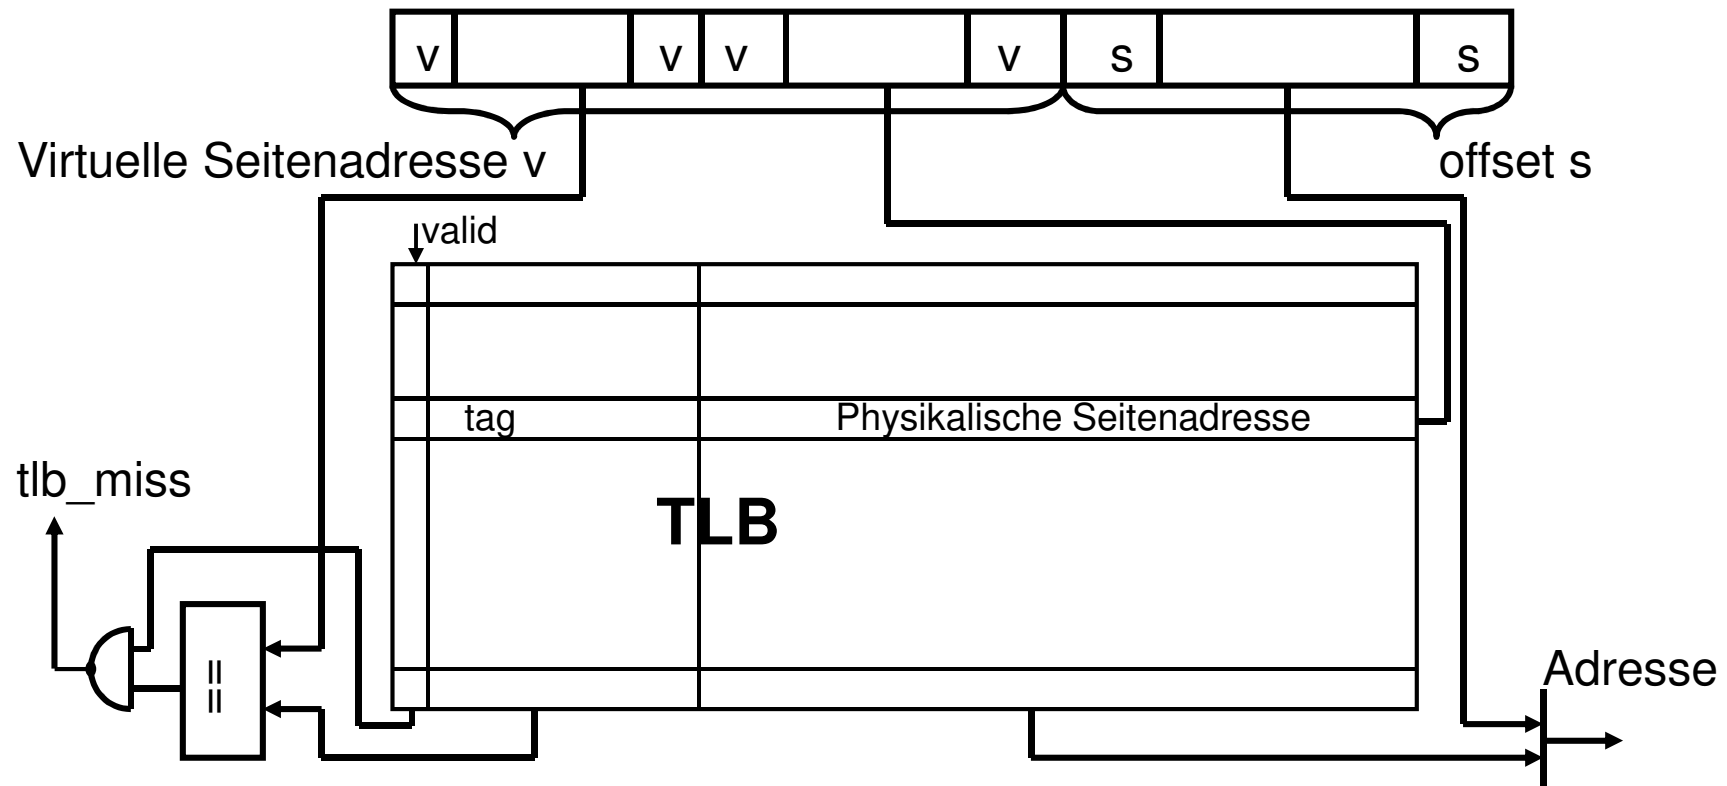 v v v v s s
Virtuelle Seitenadresse v
offset s
valid
tag
Physikalische Seitenadresse
tlb_miss
TLB
==
Adresse